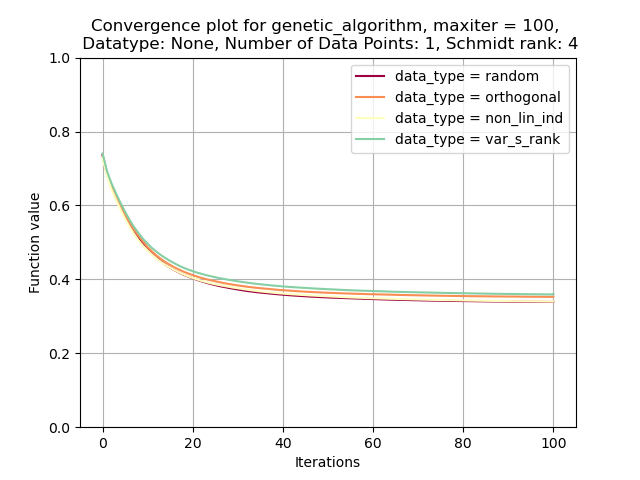 Convergence plot for genetic_algorithm, maxiter = 100,
Datatype: None, Number of Data Points: 1, Schmidt rank: 4
1.0
0.8
0.6
0.4
0.2
0.0
Function value
data_type = random
data_type = orthogonal
data_type = non_lin_ind
data_type = var_s_rank
0 20 40 60 80 100
Iterations